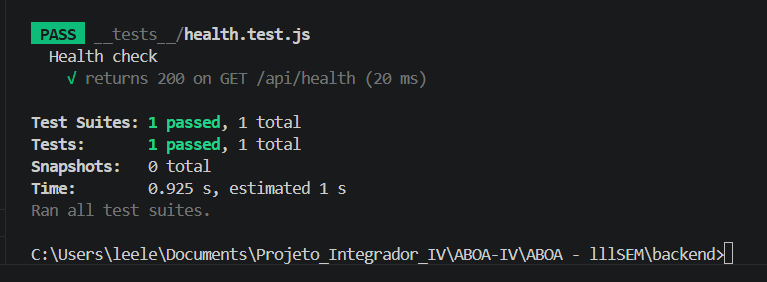 PASS __tests__/health.test.js
Health check
√ returns 200 on GET /api/health (20 ms)
Test Suites: 1 passed, 1 total
Tests: 1 passed, 1 total
Snapshots: 0 total
Time: 0.925 s, estimated 1 s
Ran all test suites.
C:\Users\leele\Documents\Projeto_Integrador_IV\ABOA-IV\ABOA - lllSEM\backend>